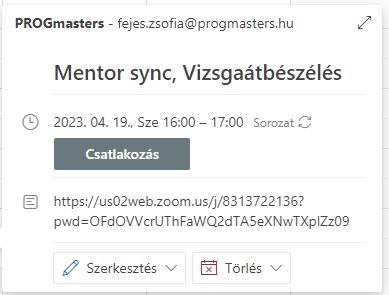 PROGmasters - fejes.zsofia@progmasters.hu
Mentor sync, Vizsgaátbeszélés
2023. 04. 19., Sze 16:00 – 17:00 Sorozat
Csatlakozás
https://us02web.zoom.us/j/8313722136?
pwd=OFdOVVcrUThFaWQ2dTA5eXNwTXplZz09
Szerkesztés Törlés